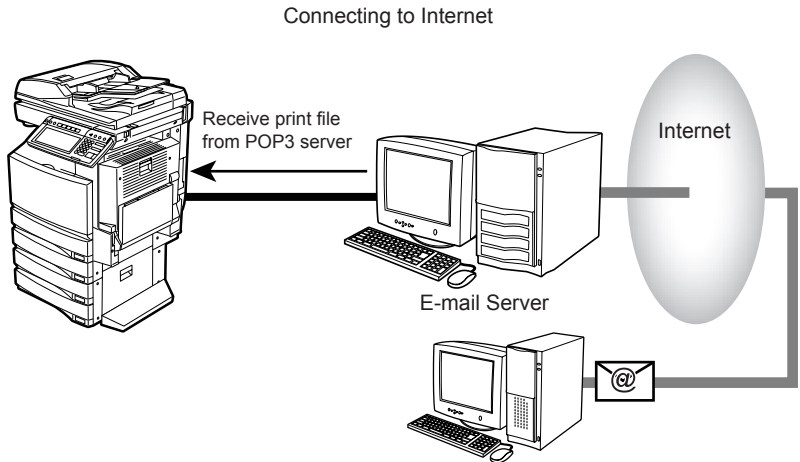 Connecting to Internet
Receive print file
from POP3 server
Internet
E-mail Server
@